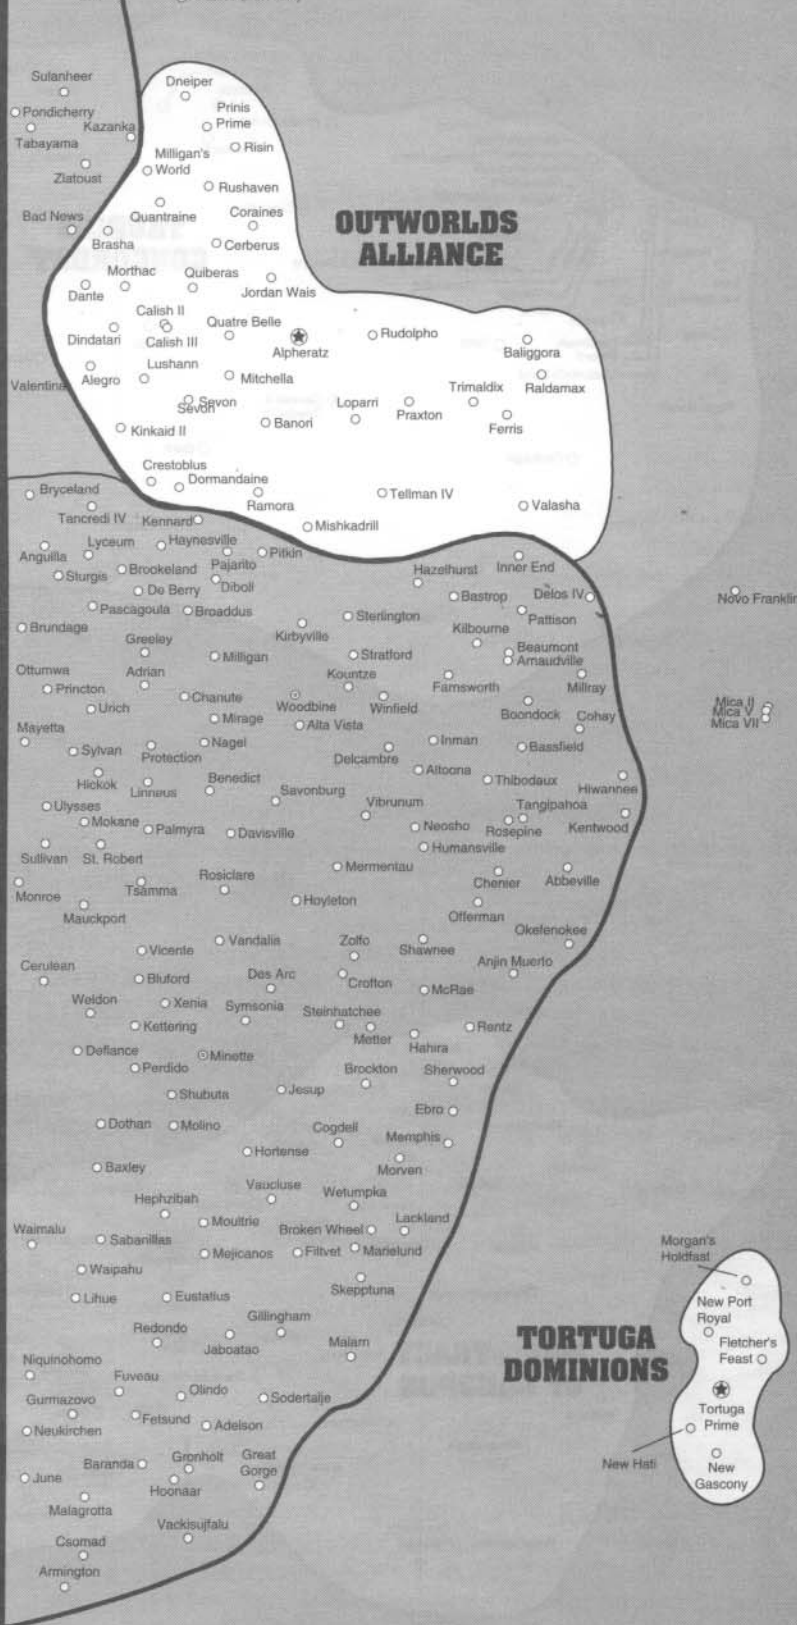 Sulanheer
Dneiper
Pondicherry
Prinis
Prime
Tabayama
Kazanka
Risin
Milligan's
World
Zlatoust
Rushaven
Bad News
Quantraine
Coraines
OUTWORLDS
ALLIANCE
Brasha
Cerberus
Morthac
Quiberas
Dante
Jordan Wais
Calish II
Quatre Belle
Rudolpho
Dindatari
Calish III
Alpheratz
Baliggora
Lushann
Valentina
Alegro
Mitchella
Trimaldix
Raldamax
Sevon
Sevon
Loparri
Praxton
Banori
Ferris
Kinkaid II
Crestoblus
Dormandaine
Bryceland
Tellman IV
Ramora
Valasha
Tancredi IV
Kennard
Mishkadrill
Lyceum
Haynesville
Anguilla
Pitkin
Pajarito
Hazelhurst
Inner End
Sturgis
Brookeland
De Berry
Diboll
Bastrop
Delos IV
Novo Franklin
Pascagoula
Broaddus
Sterlington
Pattison
Brundage
Kirbyville
Kilbourne
Greeley
Beaumont
Milligan
Stratford
Arnaudville
Ottumwa
Adrian
Kountze
Princton
Farnsworth
Millray
Chanute
Urich
Woodbine
Winfield
Mica II
Mica V
Mica VII
Boondock
Cohay
Mirage
Alta Vista
Mayetta
Nagel
Inman
Sylvan
Protection
Delcambre
Bassfield
Altoona
Hickok
Linneus
Benedict
Savonburg
Thibodaux
Hiwannee
Ulysses
Vibrunum
Tangipahoa
Mokane
Palmyra
Davisville
Neosho
Rosepine
Kentwood
Humansville
Sullivan
St. Robert
Mermentau
Rosiclare
Chenier
Abbeville
Monroe
Tsamma
Hoyleton
Mauckport
Offerman
Okefenokee
Vandalia
Zolfo
Shawnee
Vicente
Cerulean
Anjin Muerto
Bluford
Des Arc
Crofton
McRae
Weldon
Xenia
Symsonia
Steinhatchee
Kettering
Rentz
Metter
Hahira
Defiance
Minette
Perdido
Brockton
Sherwood
Shubuta
Jesup
Ebro
Dothan
Molino
Cogdell
Memphis
Hortense
Morven
Baxley
Vaucluse
Wetumpka
Hephzibah
Moultrie
Lackland
Waimalu
Broken Wheel
Sabanillas
Morgan's
Holdfast
Mejicanos
Filtvet
Marielund
Waipahu
Skepptuna
Lihue
Eustatius
New Port
Royal
Gillingham
Redondo
Jaboatao
Malam
TORTUGA
DOMINIONS
Fletcher's
Feast
Niquinohomo
Fuveau
Olindo
Sodertalje
Gurmazovo
Fetsund
Adelson
Tortuga
Prime
Neukirchen
Gronholt
Great
Gorge
Baranda
New Hati
June
Hoonaar
New
Gascony
Malagrotta
Vackisujfalu
Csomad
Armington